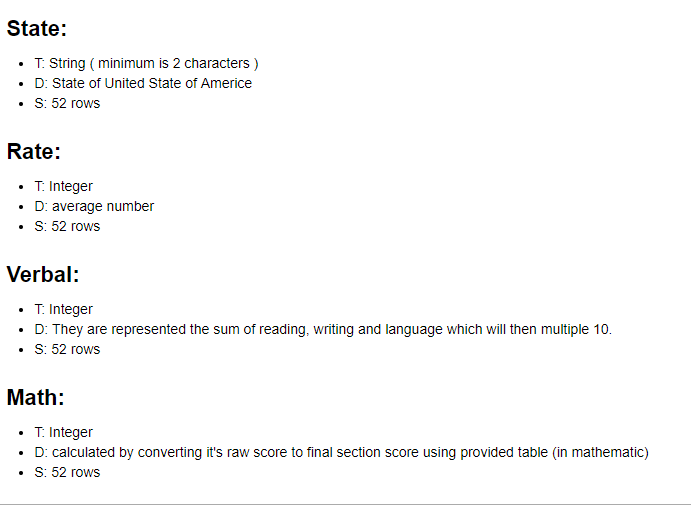 State:
• T: String ( minimum is 2 characters )
• D: State of United State of Americe
• S: 52 rows
Rate:
• T: Integer
• D: average number
• S: 52 rows
Verbal:
• T: Integer
• D: They are represented the sum of reading, writing and language which will then multiple 10.
• S: 52 rows
Math:
• T: Integer
• D: calculated by converting it's raw score to final section score using provided table (in mathematic)
• S: 52 rows